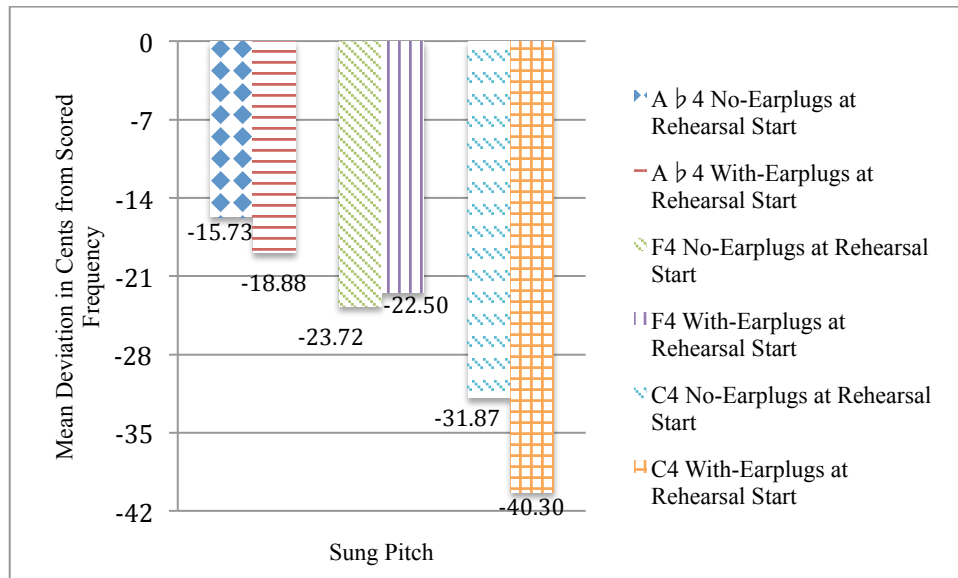 0
-7
-14
-21
-28
-35
-42
Mean Deviation in Cents from Scored
Frequency
-15.73
-18.88
-23.72
-22.50
-31.87
-40.30
Sung Pitch
A♭4 No-Earplugs at
Rehearsal Start
A♭4 With-Earplugs at
Rehearsal Start
F4 No-Earplugs at Rehearsal
Start
F4 With-Earplugs at
Rehearsal Start
C4 No-Earplugs at Rehearsal
Start
C4 With-Earplugs at
Rehearsal Start